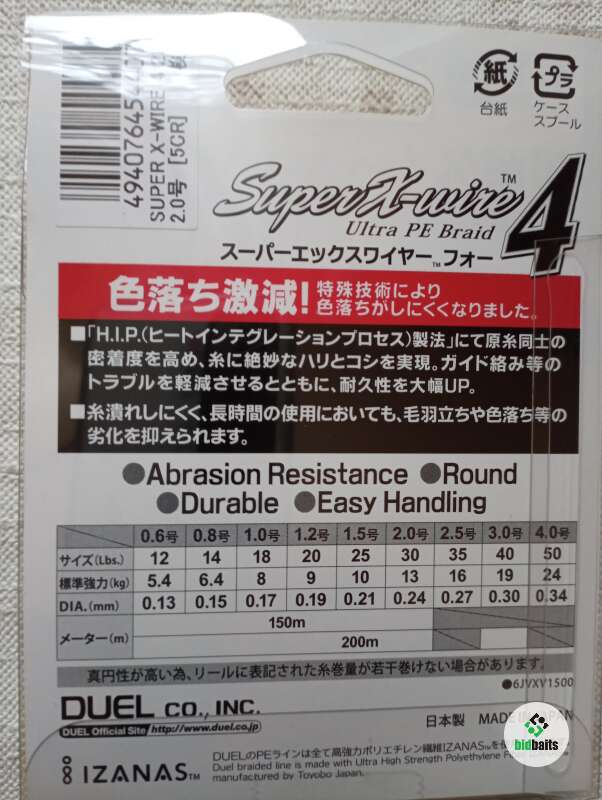 SUPER X-WIRE 4
2.0号 [5CR]
紙
台紙
プラ
ケース
スプール
Super X-wire™ 4
Ultra PE Braid
スーパーエックスワイヤー™フォー
色落ち激減!
特殊技術により
色落ちがしにくくなりました。
■「H.I.P.(ヒートインテグレーションプロセス)製法」にて原糸同士の
密着度を高め、糸に絶妙なハリとコシを実現。ガイド絡み等の
トラブルを軽減させるとともに、耐久性を大幅UP。
■糸潰れしにくく、長時間の使用においても、毛羽立ちや色落ち等の
劣化を抑えられます。
●Abrasion Resistance ●Round
●Durable ●Easy Handling
0.6号 0.8号 1.0号 1.2号 1.5号 2.0号 2.5号 3.0号 4.0号
サイズ(Lbs.) 12 14 18 20 25 30 35 40 50
標準強力(kg) 5.4 6.4 8 9 10 13 16 19 24
DIA.(mm) 0.13 0.15 0.17 0.19 0.21 0.24 0.27 0.30 0.34
メーター(m) 150m
200m
真円性が高い為、リールに表記された糸巻量が若干巻けない場合があります。
●6JVXV1500
DUEL CO., INC.
DUEL Official Site http://www.duel.co.jp
日本製 MADE IN JAPAN
bidbaits
IZANAS™
DUELのPEラインは全て高強力ポリエチレン繊維IZANAS™を
Duel braided line is made with Ultra High Strength Polyethylene
manufactured by Toyobo Japan.